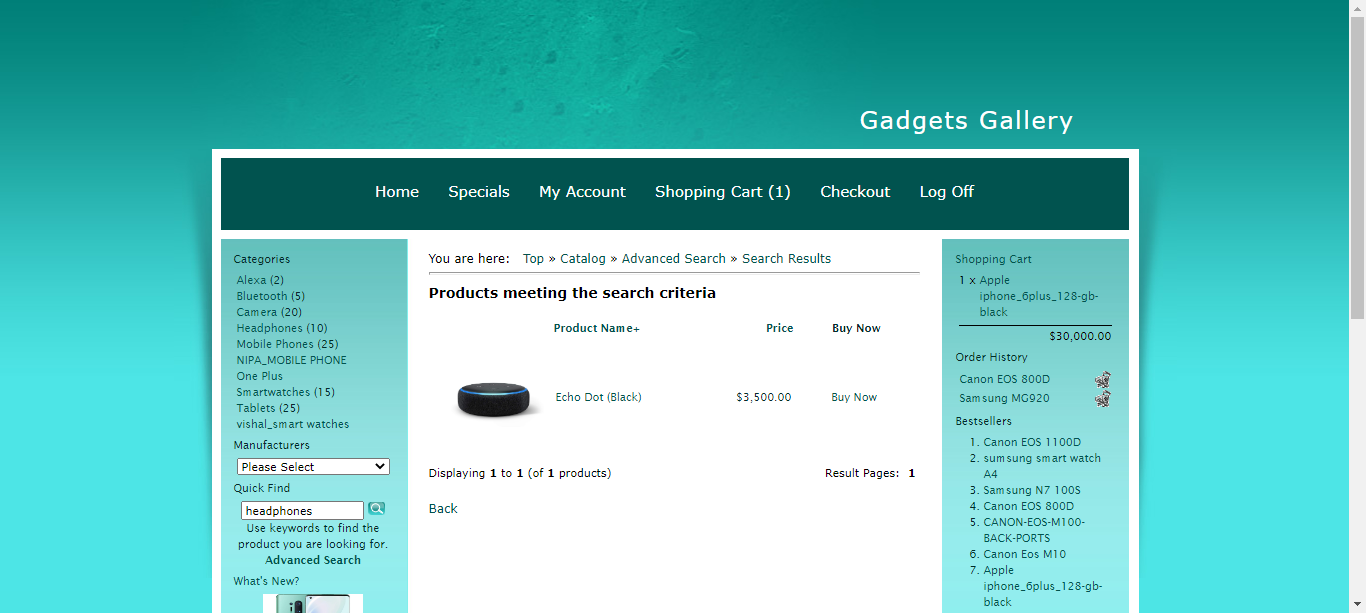 Gadgets Gallery
Home Specials My Account Shopping Cart (1) Checkout Log Off
Categories
Alexa (2)
Bluetooth (5)
Camera (20)
Headphones (10)
Mobile Phones (25)
NIPA_MOBILE PHONE
One Plus
Smartwatches (15)
Tablets (25)
vishal_smart watches
Manufacturers
Please Select
Quick Find
headphones
Use keywords to find the
product you are looking for.
Advanced Search
What's New?
You are here: Top » Catalog » Advanced Search » Search Results
Products meeting the search criteria
Product Name+ Price Buy Now
Echo Dot (Black) $3,500.00 Buy Now
Displaying 1 to 1 (of 1 products) Result Pages: 1
Back
Shopping Cart
1 x Apple
iphone_6plus_128-gb-
black
$30,000.00
Order History
Canon EOS 800D
Samsung MG920
Bestsellers
1. Canon EOS 1100D
2. sumsung smart watch
A4
3. Samsung N7 100S
4. Canon EOS 800D
5. CANON-EOS-M100-
BACK-PORTS
6. Canon Eos M10
7. Apple
iphone_6plus_128-gb-
black